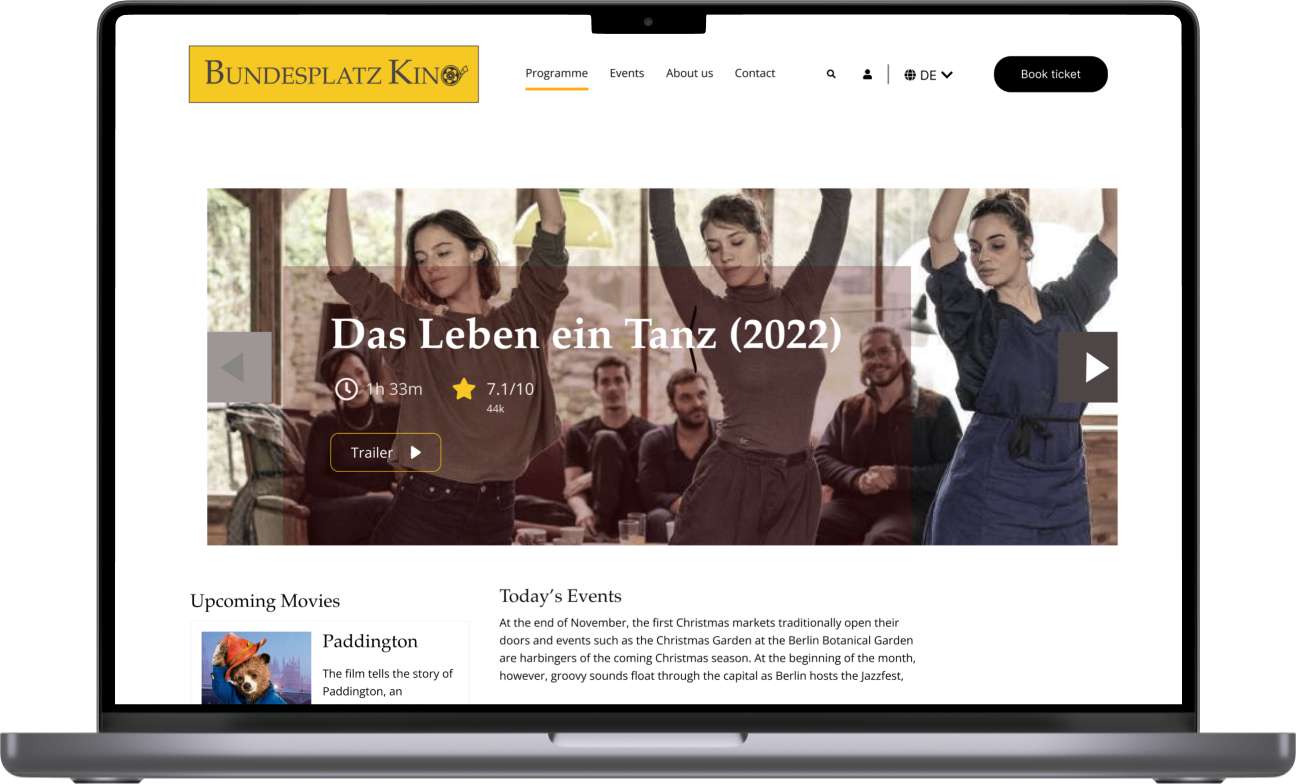 BUNDESPLATZ KINO
Programme
Events
About us
Contact
DE
Book ticket
Das Leben ein Tanz (2022)
1h 33m
7.1/10
44k
Trailer
Upcoming Movies
Paddington
The film tells the story of
Paddington, an
Today’s Events
At the end of November, the first Christmas markets traditionally open their
doors and events such as the Christmas Garden at the Berlin Botanical Garden
are harbingers of the coming Christmas season. At the beginning of the month,
however, groovy sounds float through the capital as Berlin hosts the Jazzfest,